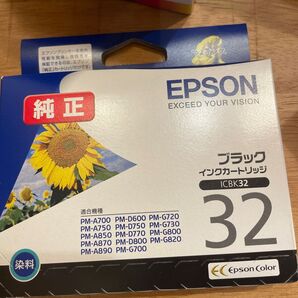 純正
EPSON
EXCEED YOUR VISION
ブラック
インクカートリッジ
ICBK32
32
適合機種
PM-A700 PM-D600 PM-G720
PM-A750 PM-D750 PM-G730
PM-A850 PM-D770 PM-G800
PM-A870 PM-D800 PM-G820
PM-A890 PM-G700
染料
Epson Color